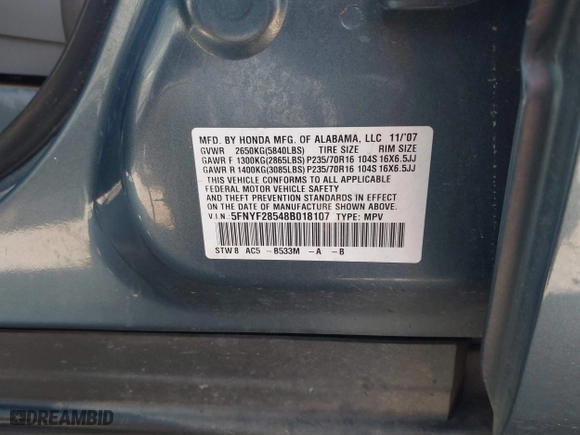 MFD. BY HONDA MFG. OF ALABAMA, LLC 11/'07
GVWR 2650KG(5840LBS) TIRE SIZE RIM SIZE
GAWR F 1300KG(2865LBS) P235/70R16 104S 16X6.5JJ
GAWR R 1400KG(3085LBS) P235/70R16 104S 16X6.5JJ
THIS VEHICLE CONFORMS TO ALL APPLICABLE
FEDERAL MOTOR VEHICLE SAFETY
AND THEFT PREVENTION STANDARDS IN EFFECT ON
THE DATE OF MANUFACTURE SHOWN ABOVE.
V.I.N.: 5FNYF28548B018107 TYPE: MPV
STW8 AC5 -B533M -A -B
DREAMBID